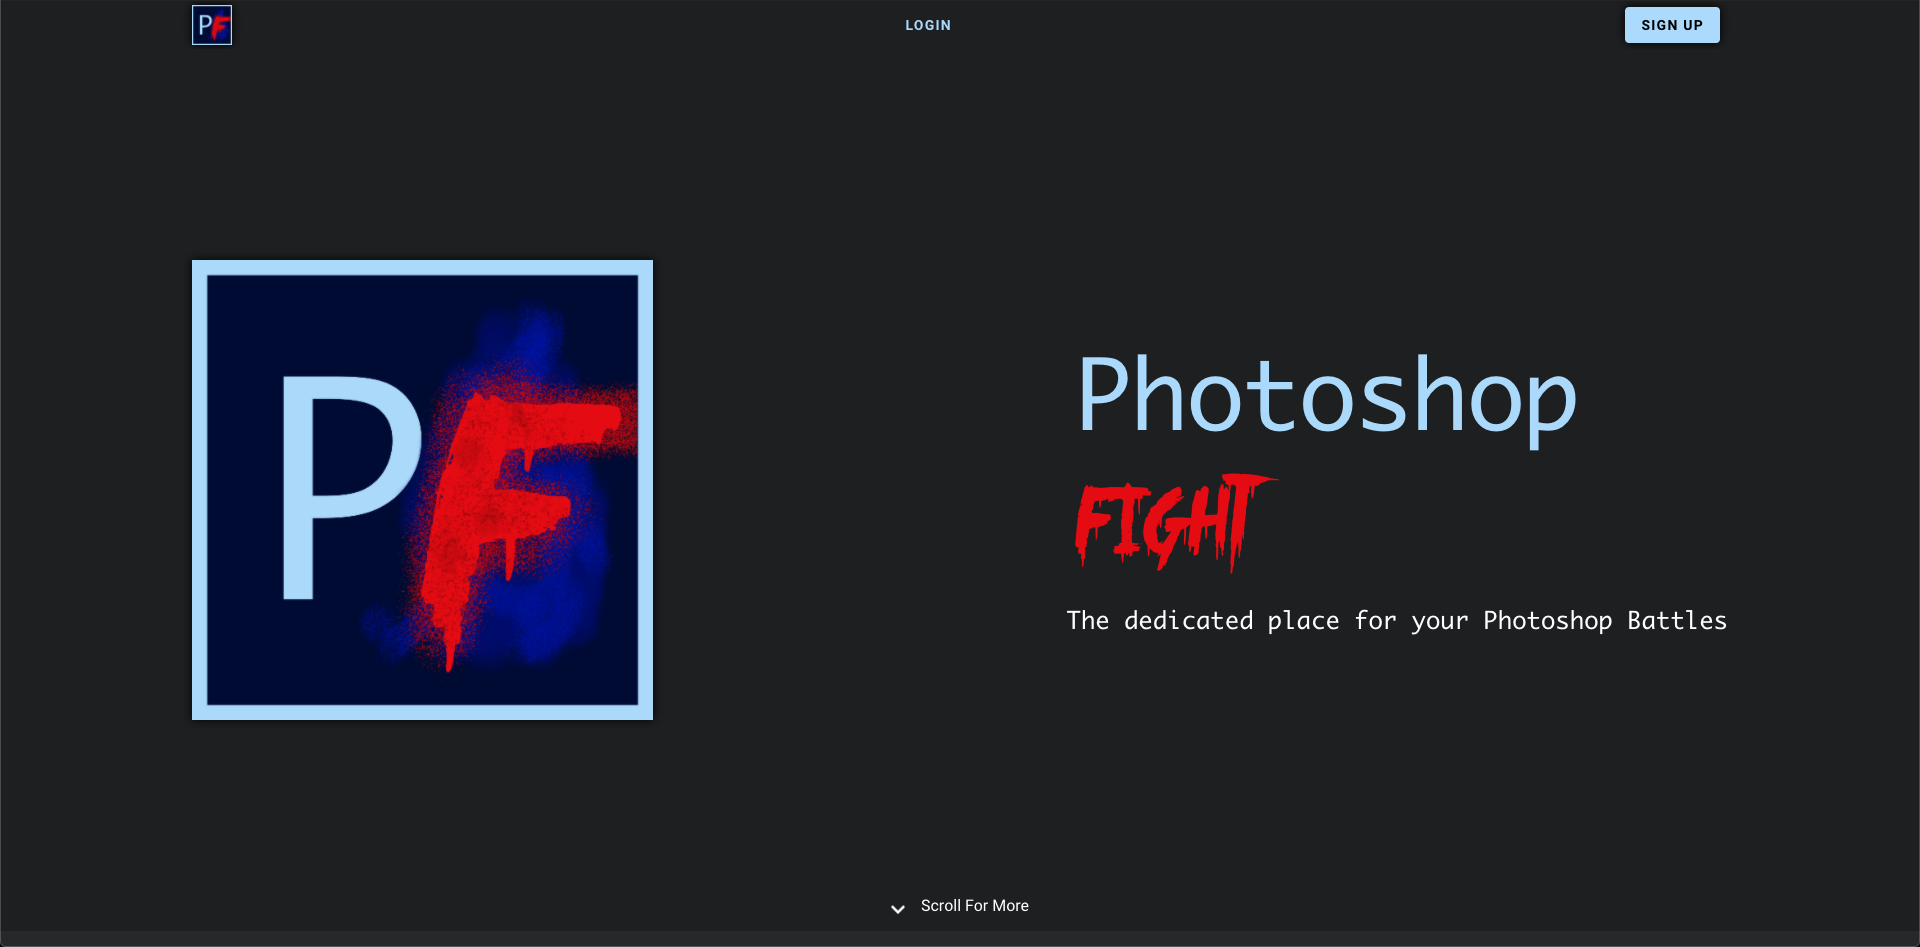 PF
LOGIN
SIGN UP
PF
Photoshop
FIGHT
The dedicated place for your Photoshop Battles
Scroll For More